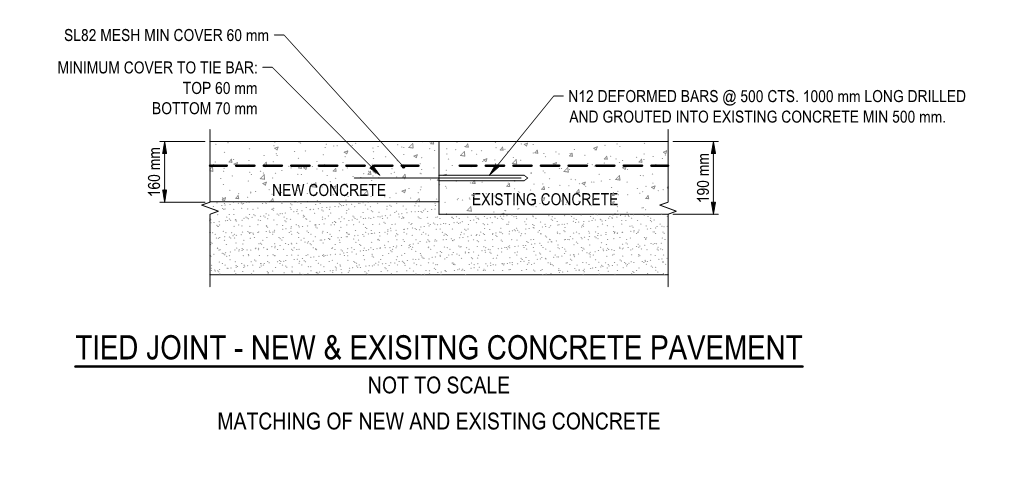 SL82 MESH MIN COVER 60 mm
MINIMUM COVER TO TIE BAR:
TOP 60 mm
BOTTOM 70 mm
N12 DEFORMED BARS @ 500 CTS. 1000 mm LONG DRILLED
AND GROUTED INTO EXISTING CONCRETE MIN 500 mm.
160 mm
190 mm
NEW CONCRETE
EXISTING CONCRETE
TIED JOINT - NEW & EXISITNG CONCRETE PAVEMENT
NOT TO SCALE
MATCHING OF NEW AND EXISTING CONCRETE